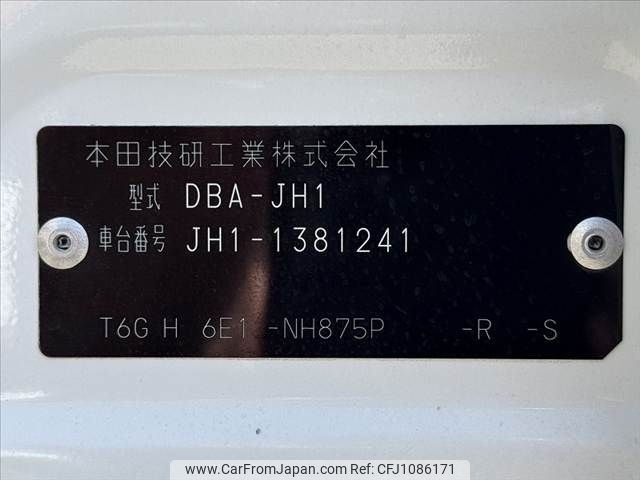 本田技研工業株式会社
型式 DBA-JH1
車台番号 JH1-1381241
T6G H 6E1 -NH875P -R -S
www.CarFromJapan.com CFJ1086171